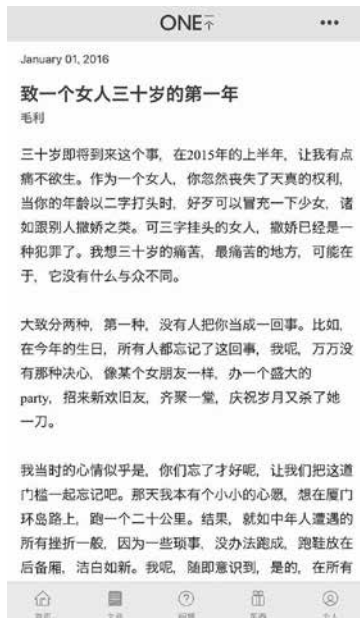 ONE一个
January 01, 2016
致一个女人三十岁的第一年
毛利
三十岁即将到来这个事，在2015年的上半年，让我有点
痛不欲生。作为一个女人，你忽然丧失了天真的权利，
当你的年龄以二字打头时，好歹可以冒充一下少女，诸
如跟别人撒娇之类。可三字挂头的女人，撒娇已经是一
种犯罪了。我想三十岁的痛苦，最痛苦的地方，可能在
于，它没有什么与众不同。
大致分两种，第一种，没有人把你当成一回事。比如，
在今年的生日，所有人都忘记了这回事，我呢，万万没
有那种决心，像某个女朋友一样，办一个盛大的
party，招来新欢旧友，齐聚一堂，庆祝岁月又杀了她
一刀。
我当时的心情似乎是，你们忘了才好呢，让我们把这道
门槛一起忘记吧。那天我本有个小小的心愿，想在厦门
环岛路上，跑一个二十公里。结果，就如中年人遭遇的
所有挫折一般，因为一些琐事，没办法跑成，跑鞋放在
后备厢，洁白如新。我呢，随即意识到，是的，在所有